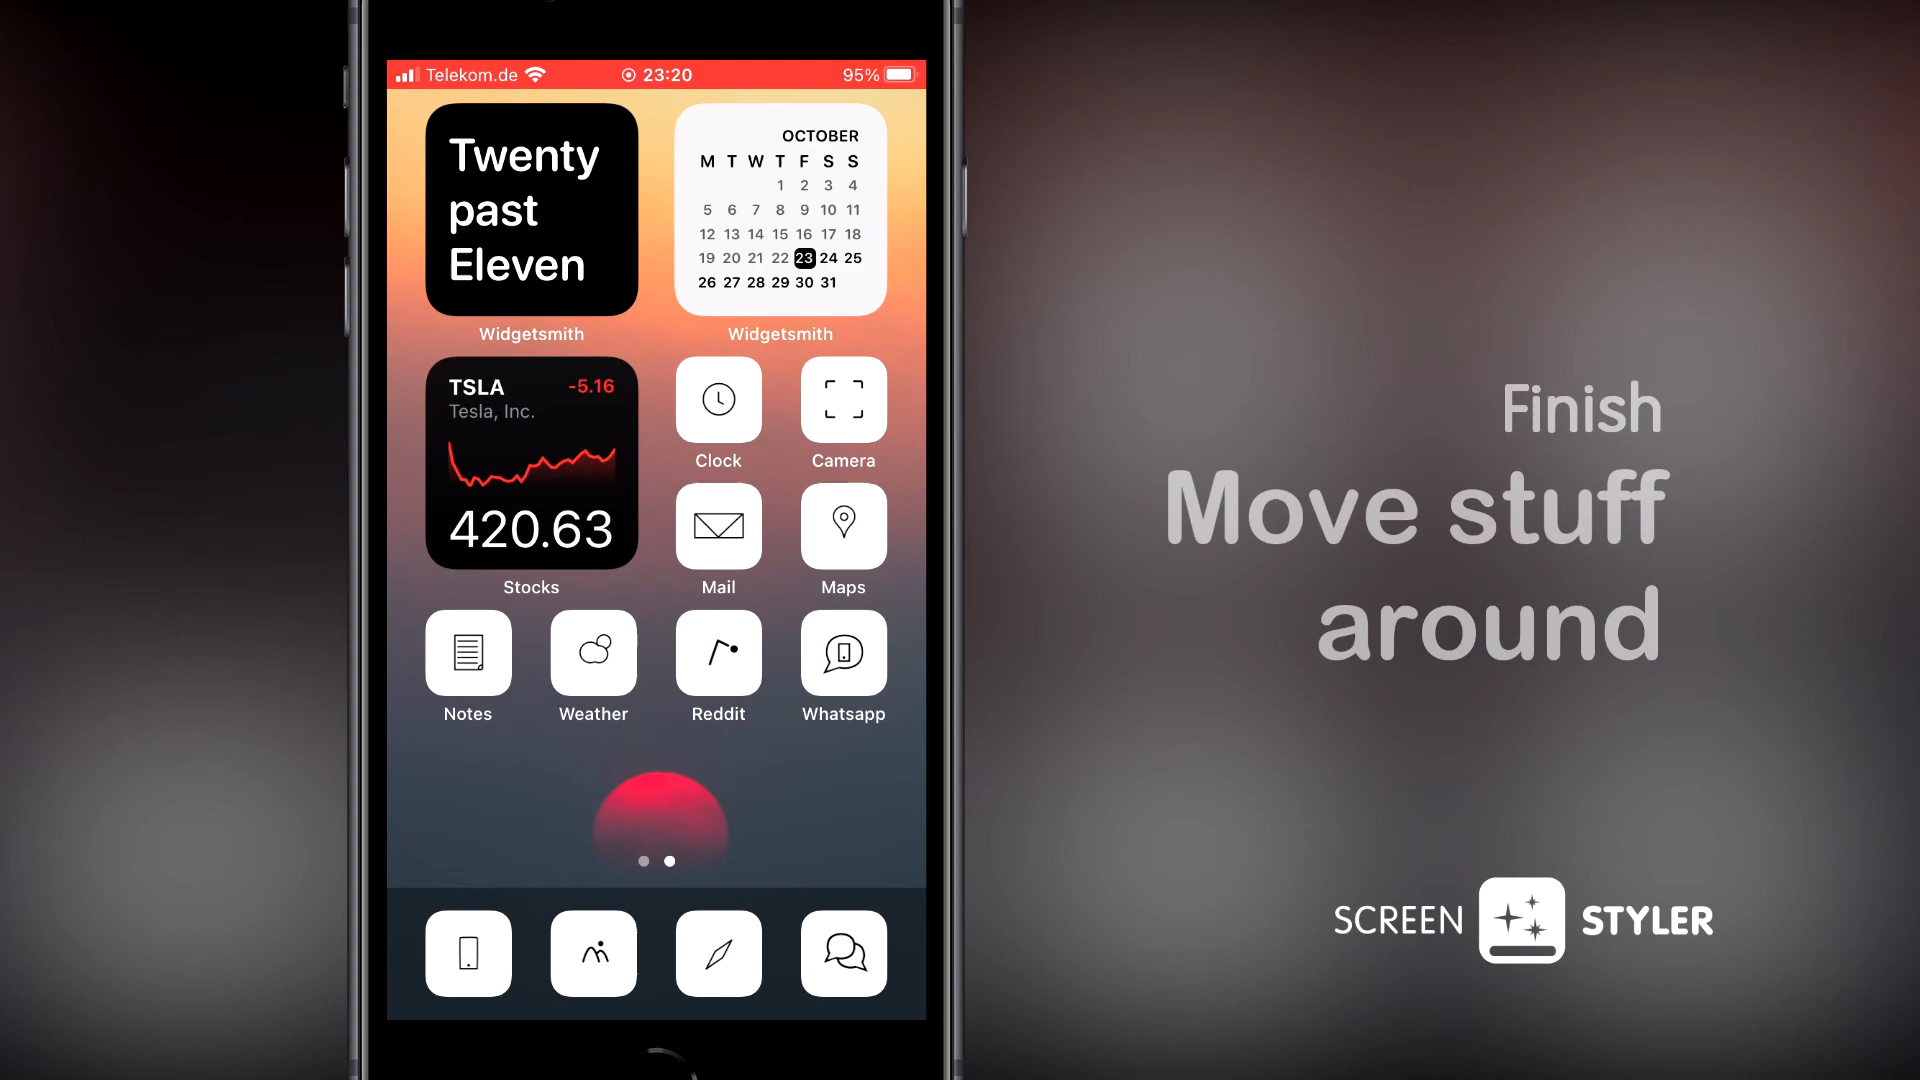 Telekom.de 23:20 95%
Twenty
past
Eleven
Widgetsmith
OCTOBER
M T W T F S S
1 2 3 4
5 6 7 8 9 10 11
12 13 14 15 16 17 18
19 20 21 22 23 24 25
26 27 28 29 30 31
Widgetsmith
TSLA -5.16
Tesla, Inc.
420.63
Stocks
Clock Camera
Mail Maps
Notes Weather Reddit Whatsapp
Finish
Move stuff
around
SCREEN STYLER